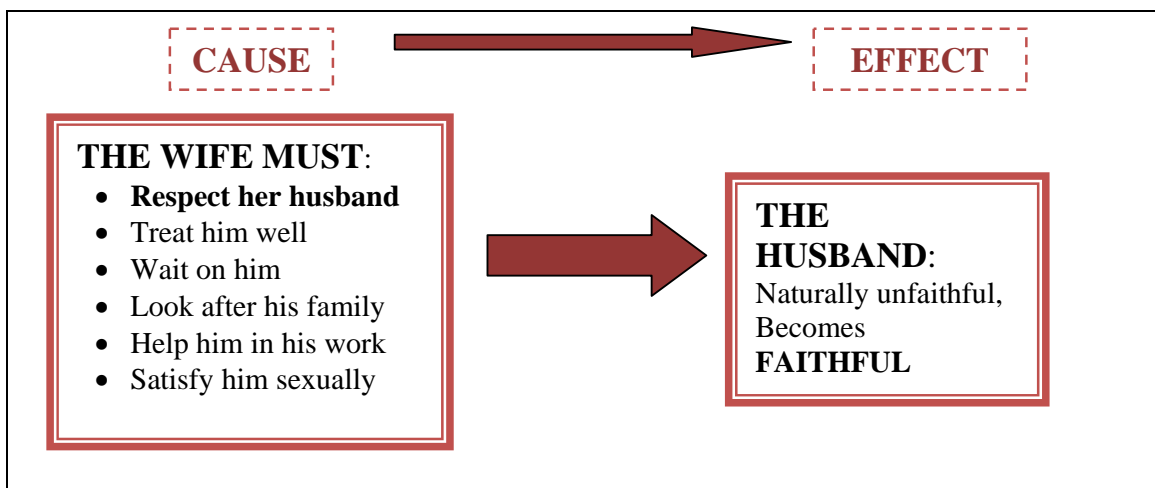 CAUSE
EFFECT
THE WIFE MUST:
• Respect her husband
• Treat him well
• Wait on him
• Look after his family
• Help him in his work
• Satisfy him sexually
THE
HUSBAND:
Naturally unfaithful,
Becomes
FAITHFUL